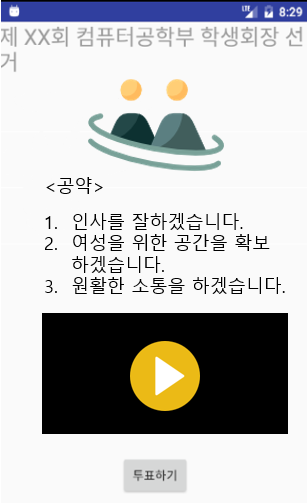 8:29
제 XX회 컴퓨터공학부 학생회장 선
거
<공약>
1. 인사를 잘하겠습니다.
2. 여성을 위한 공간을 확보
하겠습니다.
3. 원활한 소통을 하겠습니다.
투표하기